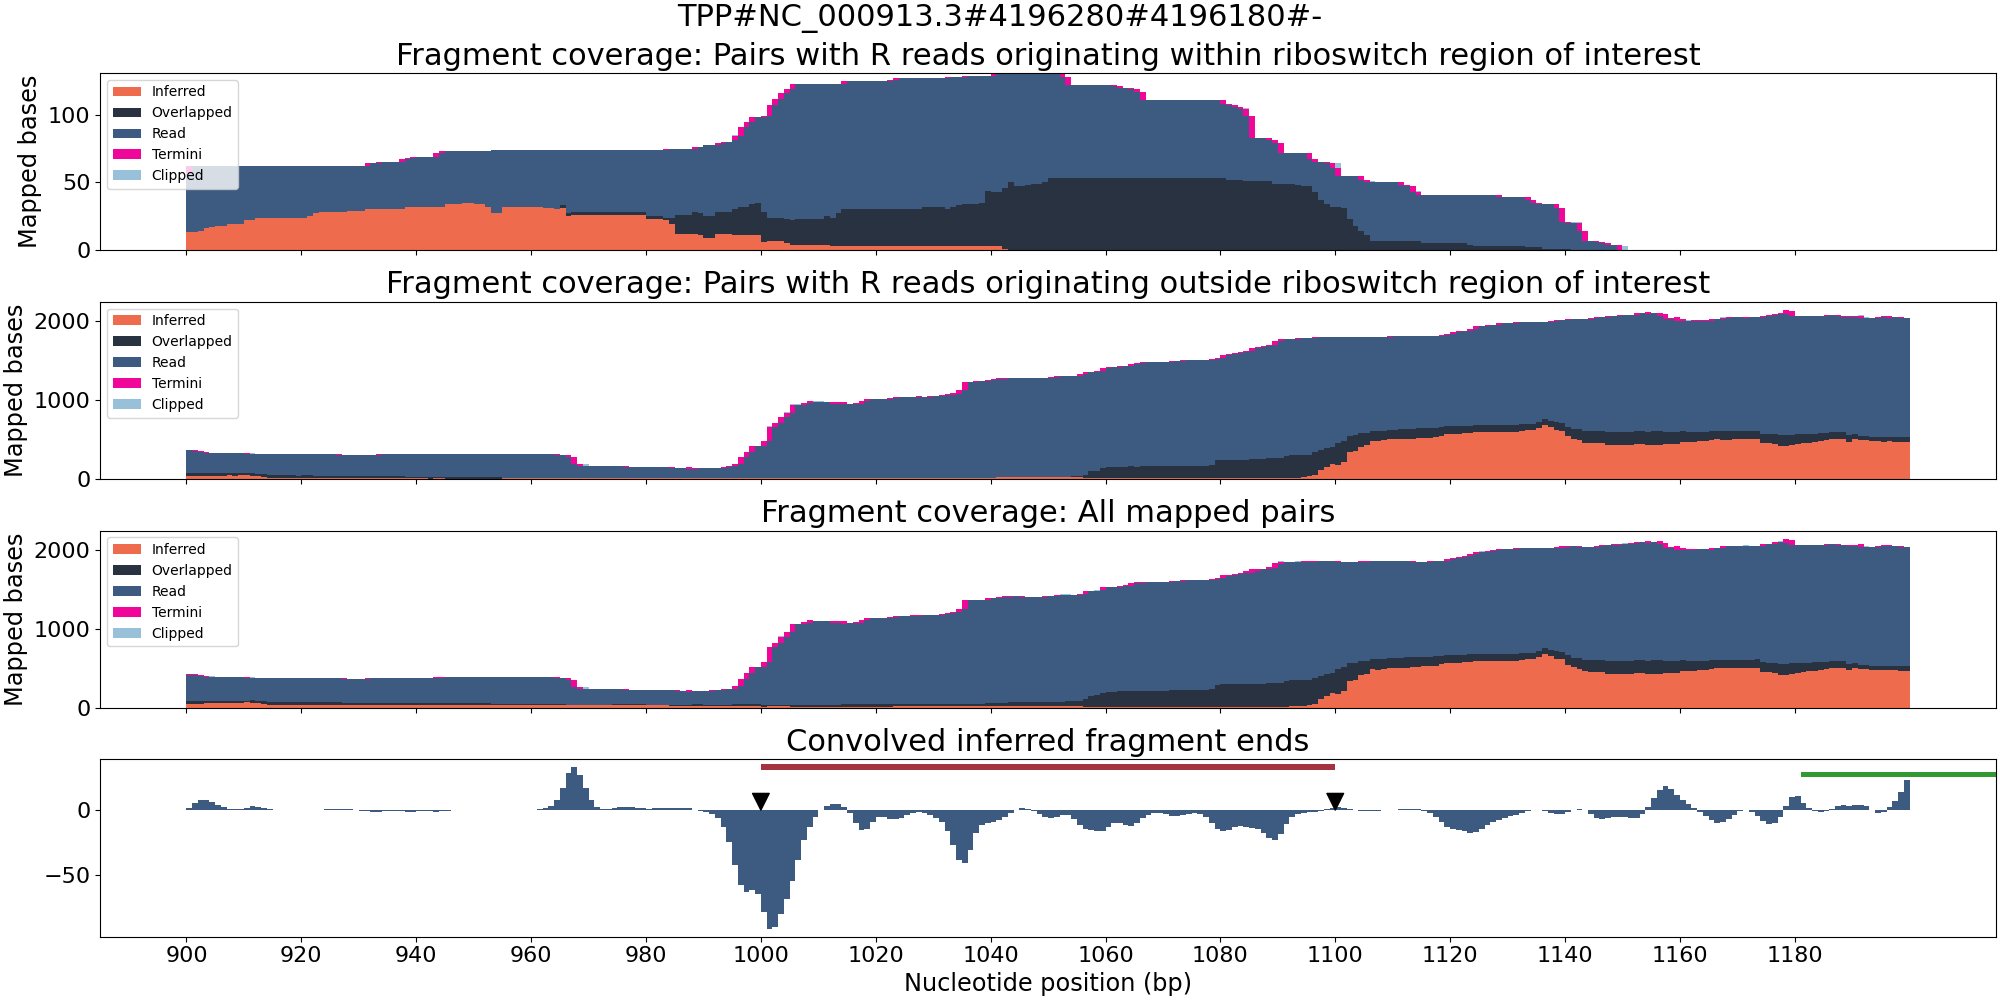 TPP#NC_000913.3#4196280#4196180#-
Fragment coverage: Pairs with R reads originating within riboswitch region of interest
Mapped bases
100
50
0
Inferred
Overlapped
Read
Termini
Clipped
Fragment coverage: Pairs with R reads originating outside riboswitch region of interest
Mapped bases
2000
1000
0
Inferred
Overlapped
Read
Termini
Clipped
Fragment coverage: All mapped pairs
Mapped bases
2000
1000
0
Inferred
Overlapped
Read
Termini
Clipped
Convolved inferred fragment ends
0
−50
900 920 940 960 980 1000 1020 1040 1060 1080 1100 1120 1140 1160 1180
Nucleotide position (bp)